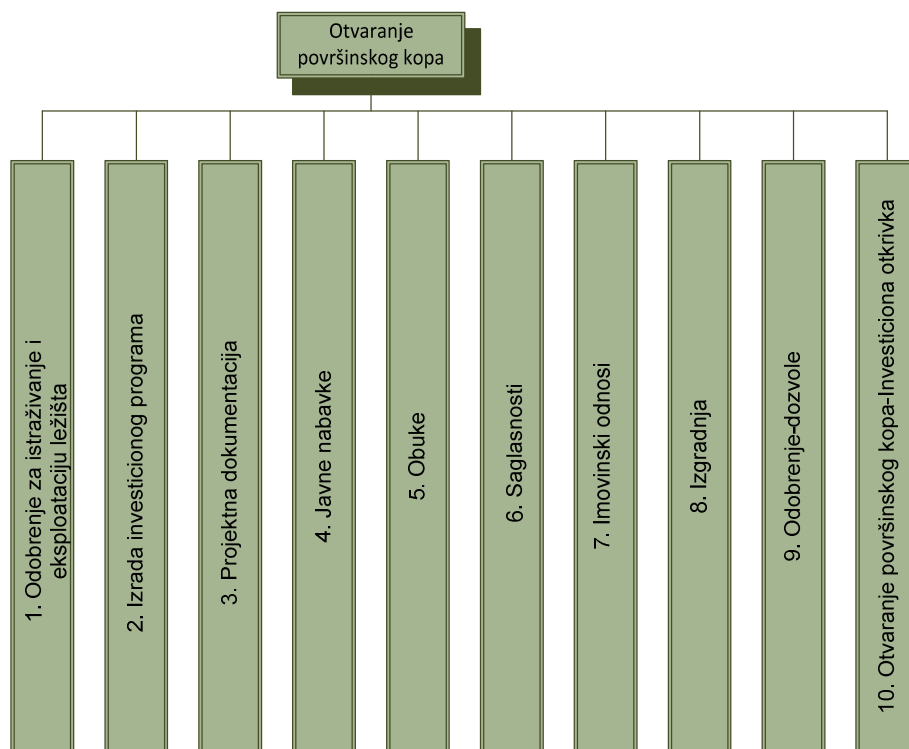 Otvaranje
površinskog kopa
1. Odobrenje za istraživanje i
eksploataciju ležišta
2. Izrada investicionog programa
3. Projektna dokumentacija
4. Javne nabavke
5. Obuke
6. Saglasnosti
7. Imovinski odnosi
8. Izgradnja
9. Odobrenje-dozvole
10. Otvaranje površinskog kopa-Investiciona otkrivka